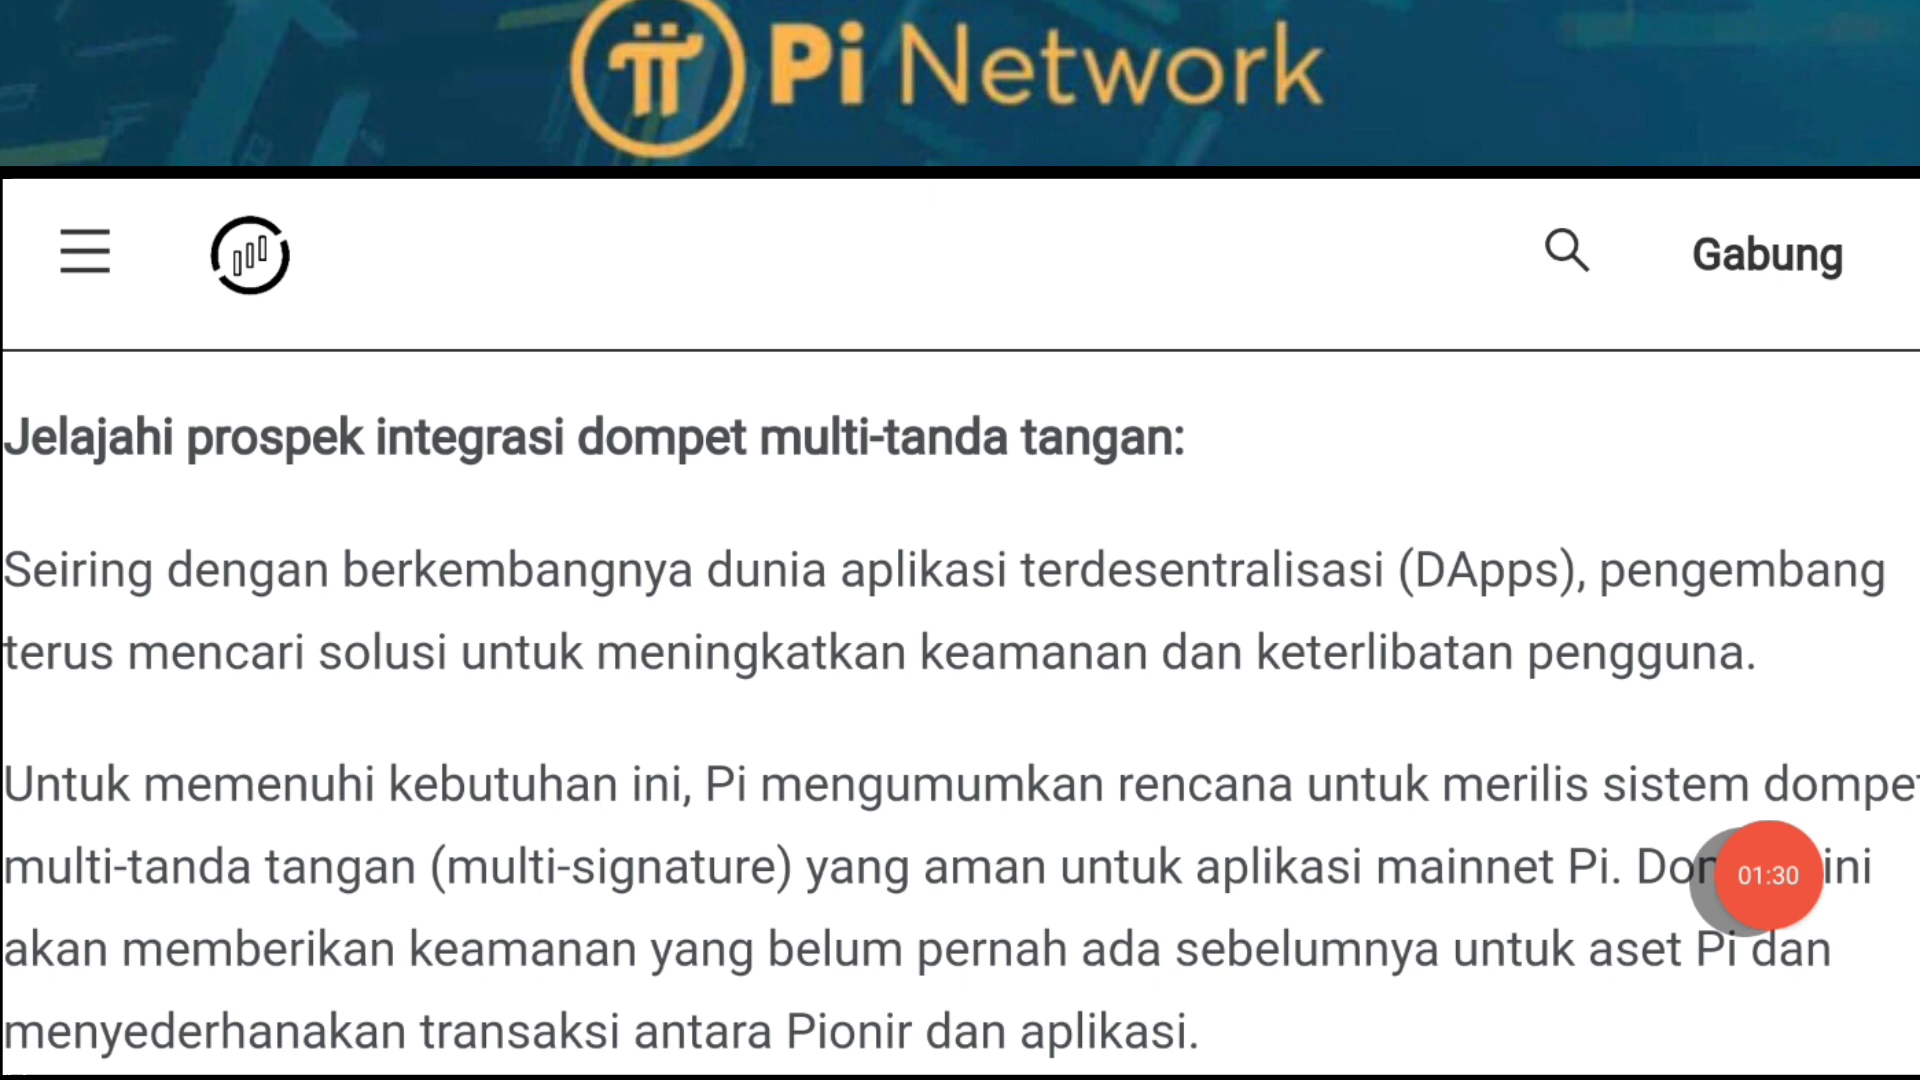 Pi Network
Gabung
Jelajahi prospek integrasi dompet multi-tanda tangan:
Seiring dengan berkembangnya dunia aplikasi terdesentralisasi (DApps), pengembang
terus mencari solusi untuk meningkatkan keamanan dan keterlibatan pengguna.
Untuk memenuhi kebutuhan ini, Pi mengumumkan rencana untuk merilis sistem dompet
multi-tanda tangan (multi-signature) yang aman untuk aplikasi mainnet Pi. ini
01:30
akan memberikan keamanan yang belum pernah ada sebelumnya untuk aset Pi dan
menyederhanakan transaksi antara Pionir dan aplikasi.